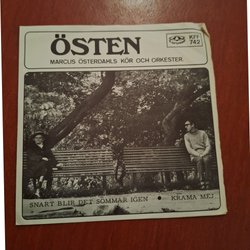 ÖSTEN
MARCUS ÖSTERDAHLS KÖR OCH ORKESTER
KFF
742
SNART BLIR DET SOMMAR IGEN ● KRAMA MEJ